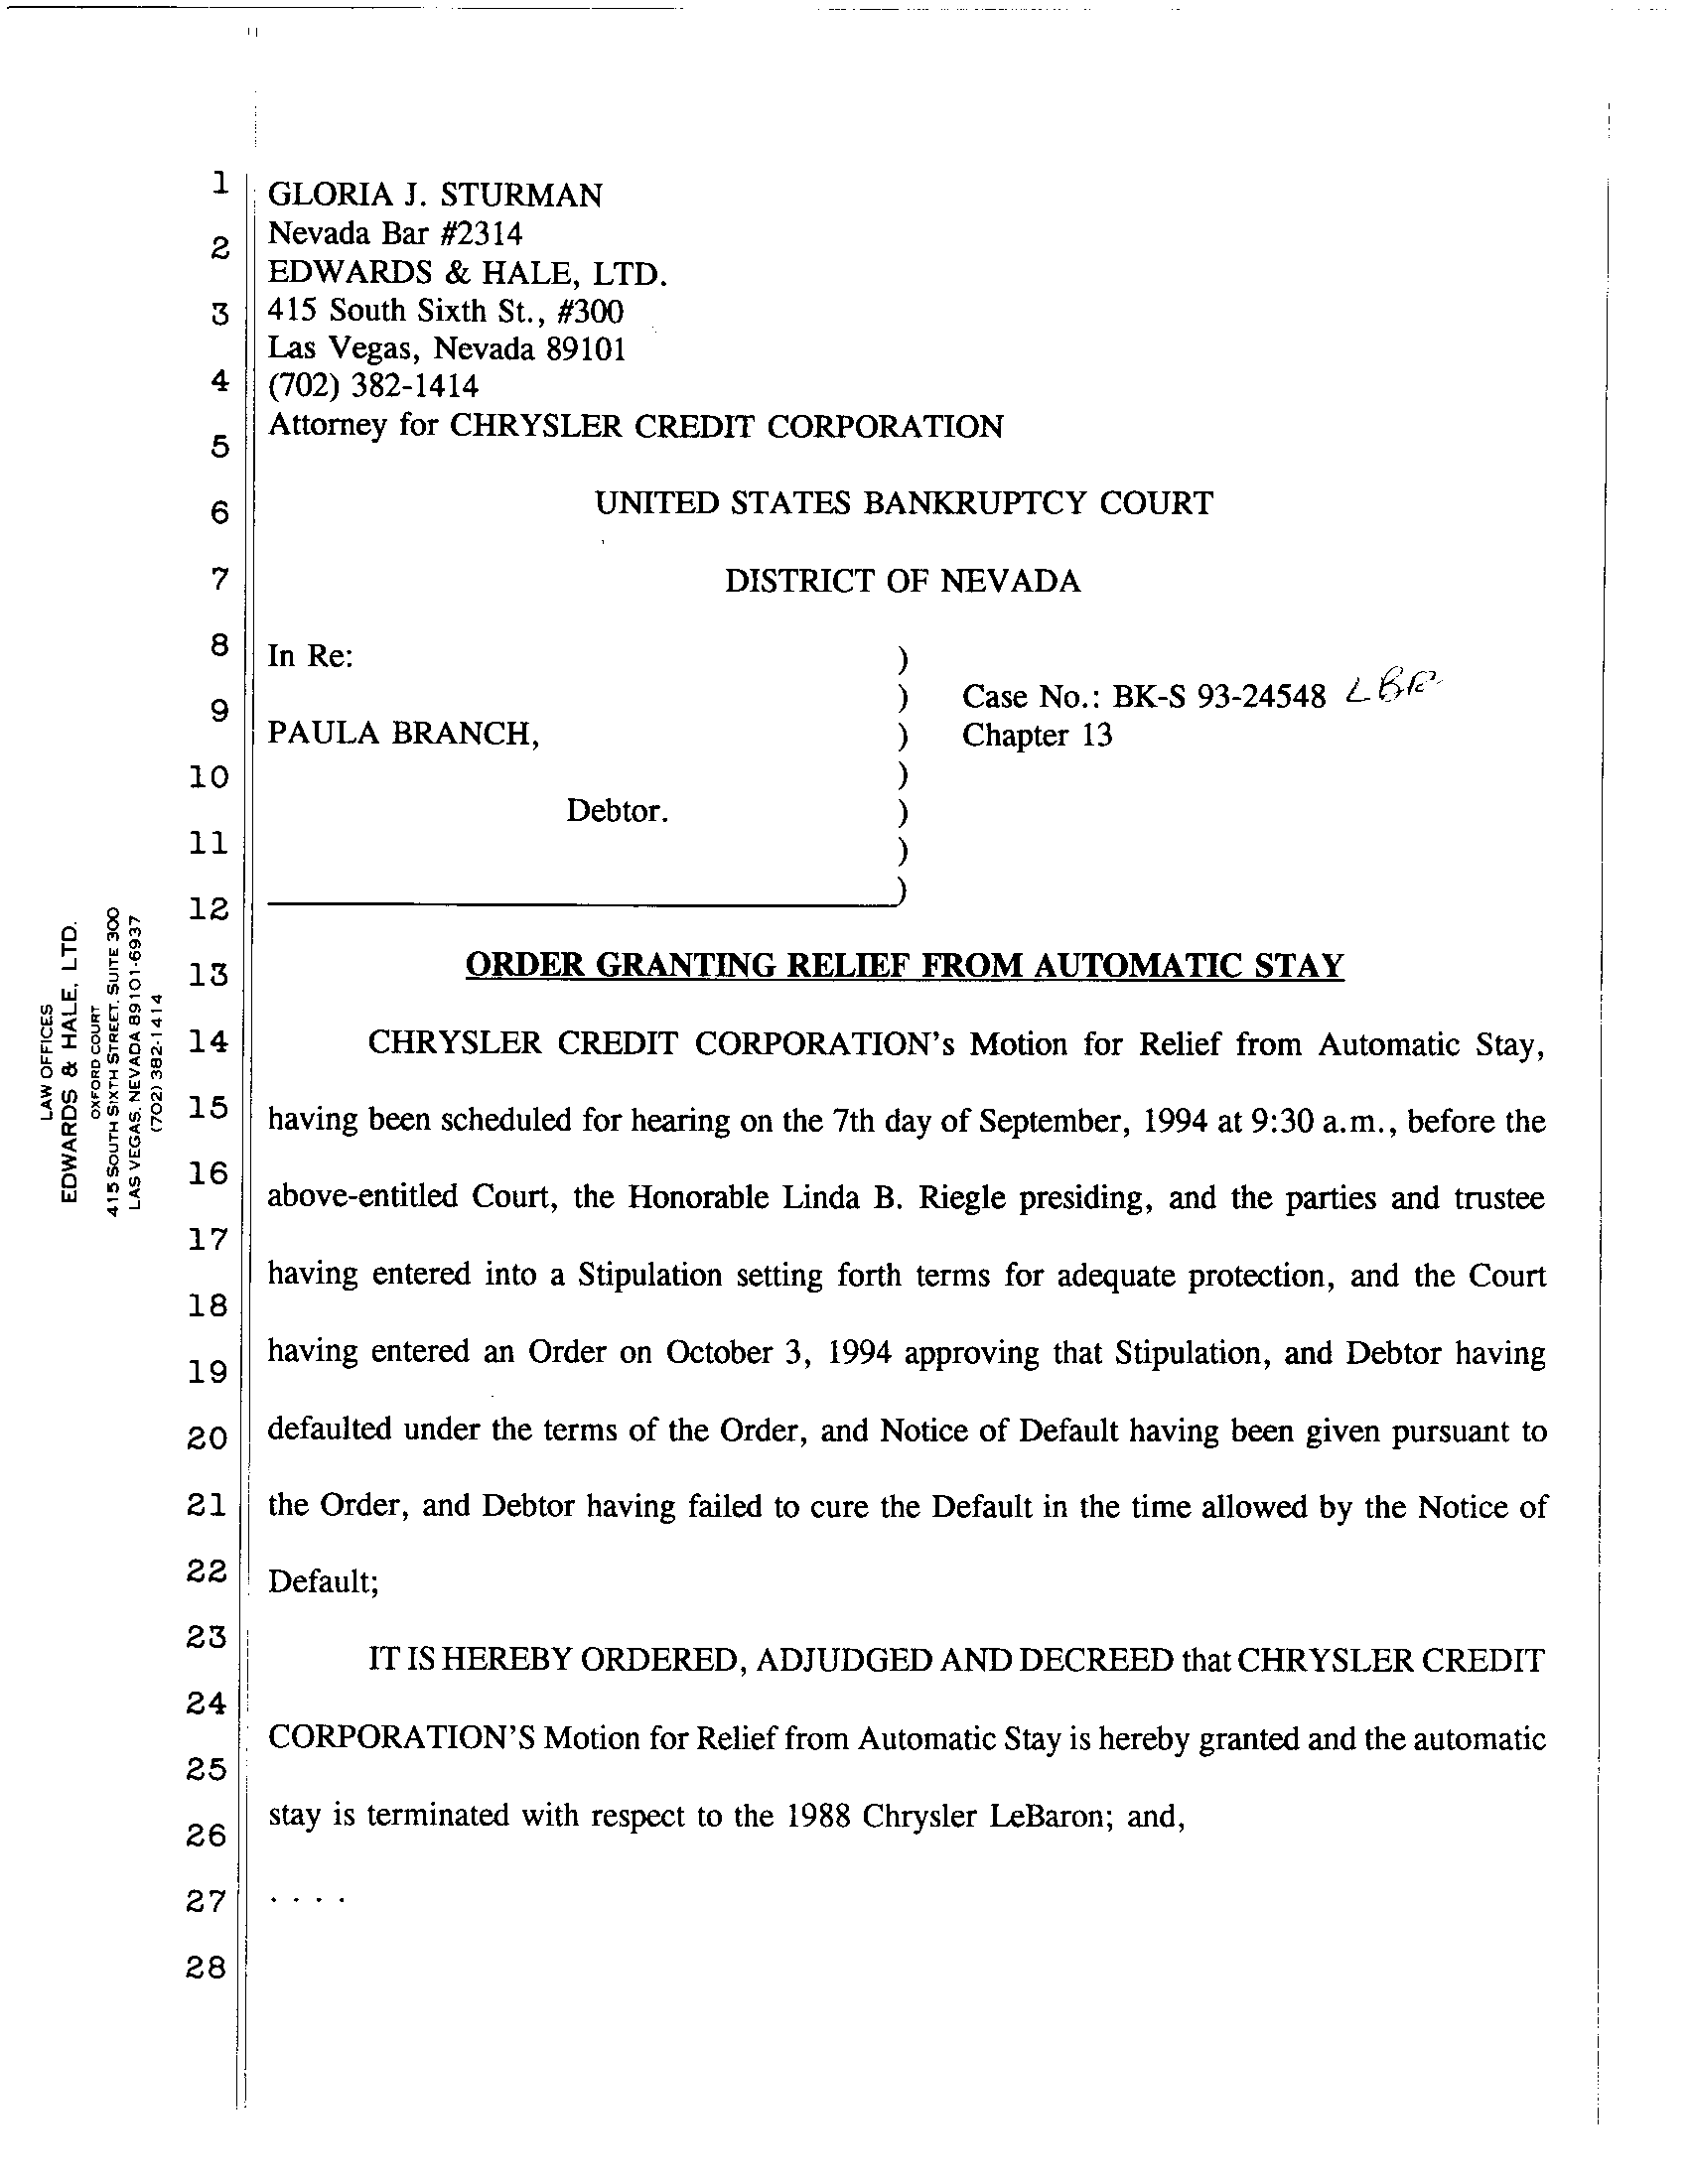 1
GLORIA J. STURMAN
2
Nevada Bar #2314
EDWARDS & HALE, LTD.
3
415 South Sixth St., #300
Las Vegas, Nevada 89101
4
(702) 382-1414
Attorney for CHRYSLER CREDIT CORPORATION
5
6
UNITED STATES BANKRUPTCY COURT
7
DISTRICT OF NEVADA
8
In Re: )
9
) Case No.: BK-S 93-24548 LBR
PAULA BRANCH, ) Chapter 13
10
)
Debtor. )
11
)
12
)
13
ORDER GRANTING RELIEF FROM AUTOMATIC STAY
14
CHRYSLER CREDIT CORPORATION's Motion for Relief from Automatic Stay,
15
having been scheduled for hearing on the 7th day of September, 1994 at 9:30 a.m., before the
16
above-entitled Court, the Honorable Linda B. Riegle presiding, and the parties and trustee
17
having entered into a Stipulation setting forth terms for adequate protection, and the Court
18
having entered an Order on October 3, 1994 approving that Stipulation, and Debtor having
19
defaulted under the terms of the Order, and Notice of Default having been given pursuant to
20
the Order, and Debtor having failed to cure the Default in the time allowed by the Notice of
21
22
Default;
23
IT IS HEREBY ORDERED, ADJUDGED AND DECREED that CHRYSLER CREDIT
24
CORPORATION'S Motion for Relief from Automatic Stay is hereby granted and the automatic
25
stay is terminated with respect to the 1988 Chrysler LeBaron; and,
26
27
. . . .
28
LAW OFFICES
EDWARDS & HALE, LTD.
OXFORD COURT
415 SOUTH SIXTH STREET, SUITE 300
LAS VEGAS, NEVADA 89101-6937
(702) 382-1414